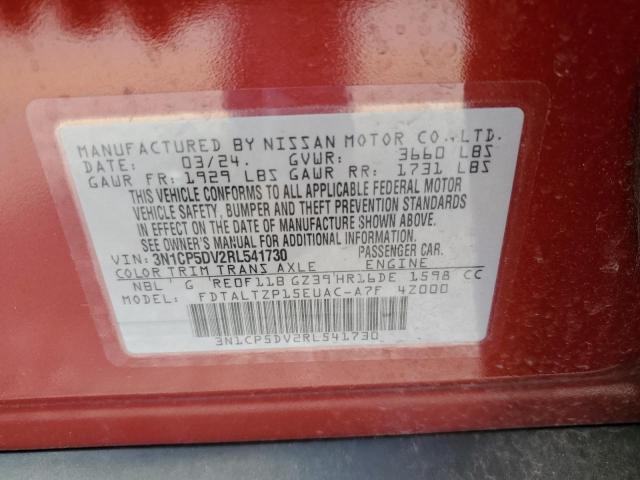 MANUFACTURED BY NISSAN MOTOR CO.,LTD.
DATE: 03/24. GVWR: 3660 LBS
GAWR FR: 1929 LBS GAWR RR: 1731 LBS
THIS VEHICLE CONFORMS TO ALL APPLICABLE FEDERAL MOTOR
VEHICLE SAFETY, BUMPER AND THEFT PREVENTION STANDARDS
IN EFFECT ON THE DATE OF MANUFACTURE SHOWN ABOVE.
SEE OWNER'S MANUAL FOR ADDITIONAL INFORMATION.
VIN: 3N1CP5DV2RL541730 PASSENGER CAR.
COLOR TRIM TRANS AXLE ENGINE
NBL G RE0F11B GZ39 HR16DE 1598 CC
MODEL: FDTALTZP15EUAC-A7F 4Z000
3N1CP5DV2RL541730